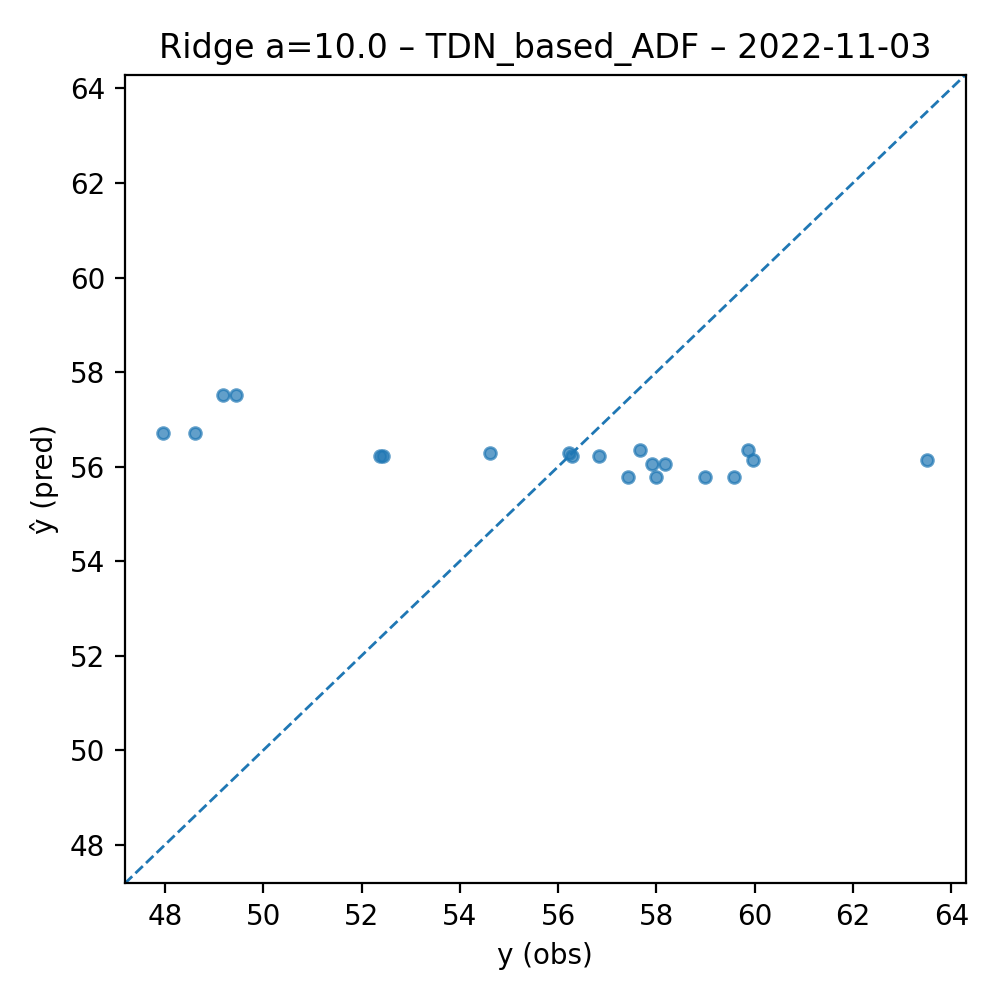 Ridge a=10.0 – TDN_based_ADF – 2022-11-03
64
62
60
58
56
54
52
50
48
ŷ (pred)
48 50 52 54 56 58 60 62 64
y (obs)